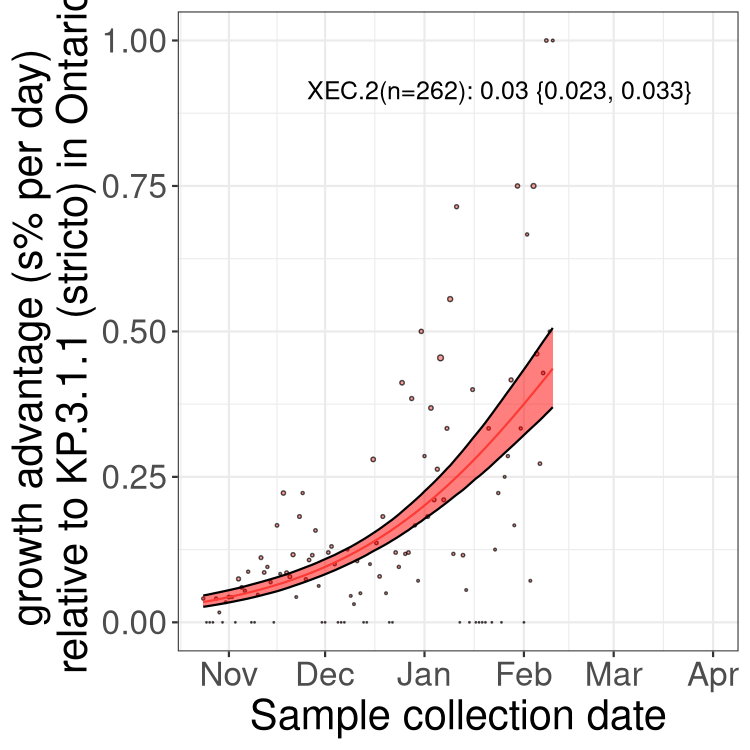 growth advantage (s% per day)
relative to KP.3.1.1 (stricto) in Ontario
1.00
0.75
0.50
0.25
0.00
XEC.2(n=262): 0.03 {0.023, 0.033}
Nov Dec Jan Feb Mar Apr
Sample collection date